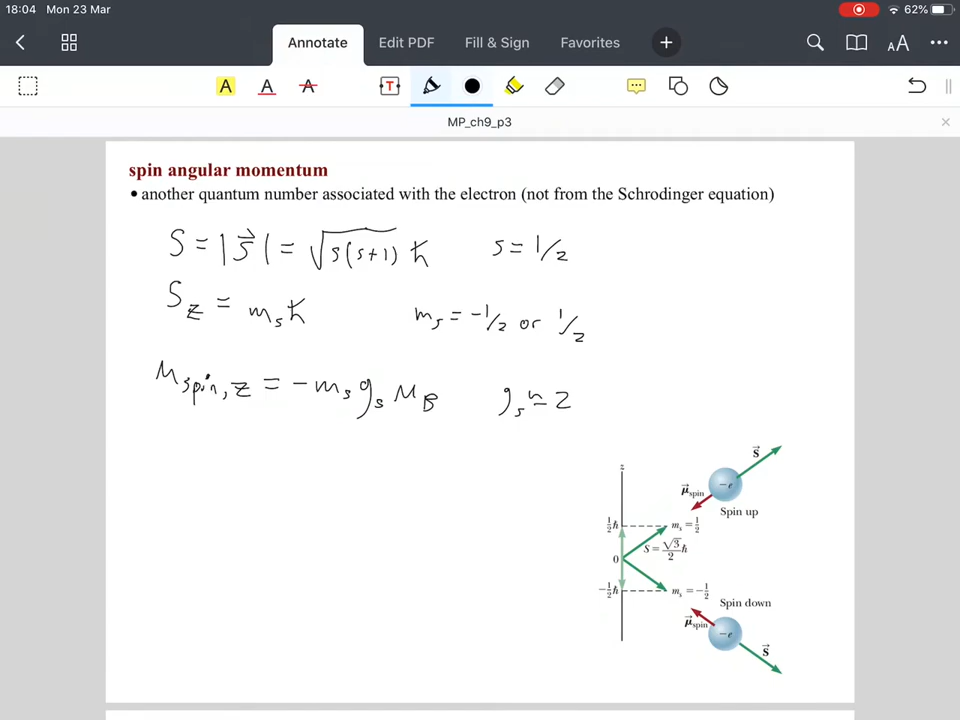 18:04 Mon 23 Mar 62%
Annotate Edit PDF Fill & Sign Favorites
A A A T AA
MP_ch9_p3
spin angular momentum
• another quantum number associated with the electron (not from the Schrodinger equation)
S = |S⃗| = √s(s+1) ħ s = 1/2
S_z = m_s ħ m_s = -1/2 or 1/2
μ_spin,z = -m_s g_s μ_B g_s ≈ 2
z
S⃗
-e
μ⃗_spin
Spin up
½ħ m_s = ½
S = √3/2 ħ
0
-½ħ m_s = -½
Spin down
μ⃗_spin
-e
S⃗